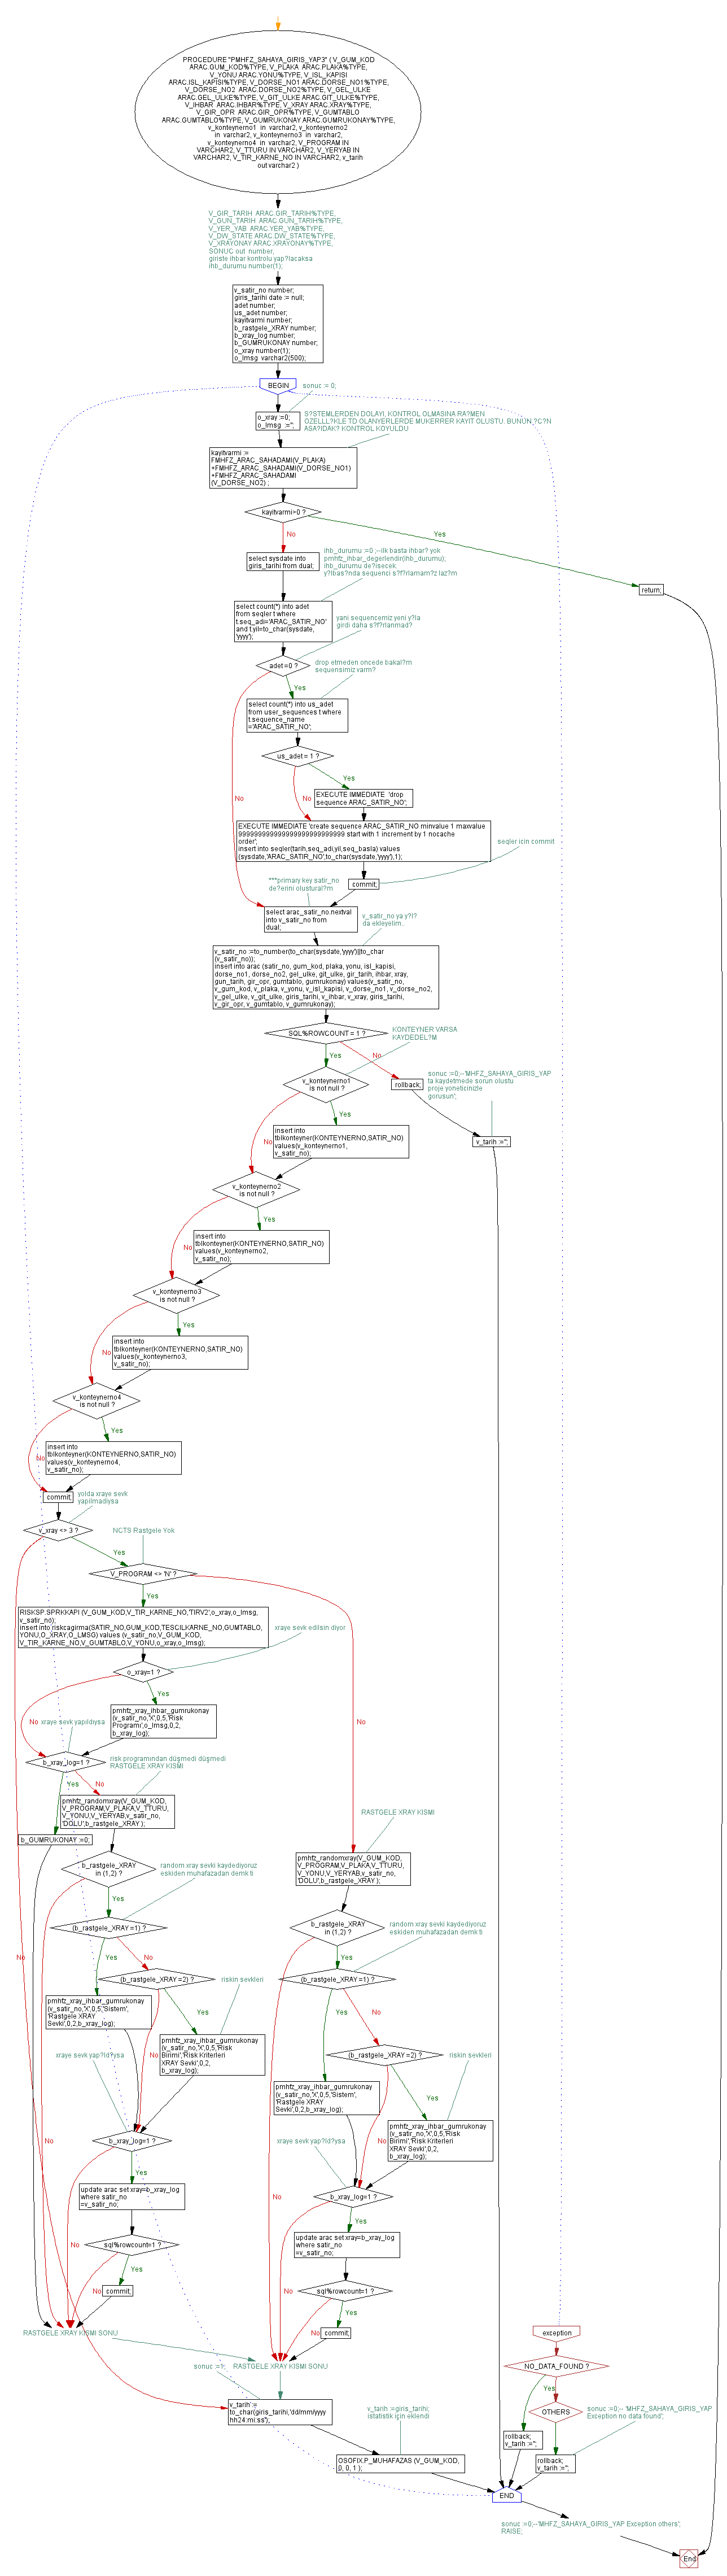 PROCEDURE "PMHFZ_SAHAYA_GIRIS_YAP3" ( V_GUM_KOD
ARAC.GUM_KOD%TYPE, V_PLAKA ARAC.PLAKA%TYPE,
V_YONU ARAC.YONU%TYPE, V_ISL_KAPISI
ARAC.ISL_KAPISI%TYPE, V_DORSE_NO1 ARAC.DORSE_NO1%TYPE,
V_DORSE_NO2 ARAC.DORSE_NO2%TYPE, V_GEL_ULKE
ARAC.GEL_ULKE%TYPE, V_GIT_ULKE ARAC.GIT_ULKE%TYPE,
V_IHBAR ARAC.IHBAR%TYPE, V_XRAY ARAC.XRAY%TYPE,
V_GIR_OPR ARAC.GIR_OPR%TYPE, V_GUMTABLO
ARAC.GUMTABLO%TYPE, V_GUMRUKONAY ARAC.GUMRUKONAY%TYPE,
v_konteynerno1 in varchar2, v_konteynerno2
in varchar2, v_konteynerno3 in varchar2,
v_konteynerno4 in varchar2, V_PROGRAM IN
VARCHAR2, V_TTURU IN VARCHAR2, V_YERYAB IN
VARCHAR2, V_TIR_KARNE_NO IN VARCHAR2, v_tarih
out varchar2 )
V_GIR_TARIH ARAC.GIR_TARIH%TYPE,
V_GUN_TARIH ARAC.GUN_TARIH%TYPE,
V_YER_YAB ARAC.YER_YAB%TYPE,
V_DW_STATE ARAC.DW_STATE%TYPE,
V_XRAYONAY ARAC.XRAYONAY%TYPE,
SONUC out number,
giriste ihbar kontrolu yap?lacaksa
ihb_durumu number(1);
v_satir_no number;
giris_tarihi date := null;
adet number;
us_adet number;
kayitvarmi number;
b_rastgele_XRAY number;
b_xray_log number;
b_GUMRUKONAY number;
o_xray number(1);
o_lmsg varchar2(500);
BEGIN
sonuc := 0;
o_xray :=0;
o_lmsg :='';
S?STEMLERDEN DOLAYI, KONTROL OLMASINA RA?MEN
OZELLL?KLE TD OLANYERLERDE MUKERRER KAYIT OLUSTU. BUNUN ?C?N
ASA?IDAK? KONTROL KOYULDU
kayitvarmi :=
FMHFZ_ARAC_SAHADAMI(V_PLAKA)
+FMHFZ_ARAC_SAHADAMI(V_DORSE_NO1)
+FMHFZ_ARAC_SAHADAMI
(V_DORSE_NO2) ;
kayitvarmi>0 ?
No
Yes
return;
select sysdate into
giris_tarihi from dual;
ihb_durumu :=0 ;--ilk basta ihbar? yok
pmhfz_ihbar_degerlendir(ihb_durumu);
ihbar_durumu de?isecek.
y?lbas?nda sequenci s?f?rlamam?z laz?m
select count(*) into adet
from seqler t where
t.seq_adi='ARAC_SATIR_NO'
and t.yil=to_char(sysdate,
'yyyy');
yani sequencemiz yeni y?la
girdi daha s?f?rlanmad?
adet =0 ?
Yes
drop etmeden oncede bakal?m
sequensimiz varm?
select count(*) into us_adet
from user_sequences t where
t.sequence_name
='ARAC_SATIR_NO';
us_adet = 1 ?
Yes
No
No
EXECUTE IMMEDIATE 'drop
sequence ARAC_SATIR_NO';
EXECUTE IMMEDIATE 'create sequence ARAC_SATIR_NO minvalue 1 maxvalue
999999999999999999999999999 start with 1 increment by 1 nocache
order';
insert into seqler(tarih,seq_adi,yil,seq_basla) values
(sysdate,'ARAC_SATIR_NO',to_char(sysdate,'yyyy'),1);
seqler icin commit
commit;
***primary key satir_no
de?erini olustural?m
select arac_satir_no.nextval
into v_satir_no from
dual;
v_satir_no ya y?l?
da ekleyelim..
v_satir_no :=to_number(to_char(sysdate,'yyyy')||to_char
(v_satir_no));
insert into arac (satir_no, gum_kod, plaka, yonu, isl_kapisi,
dorse_no1, dorse_no2, gel_ulke, git_ulke, gir_tarih, ihbar, xray,
gun_tarih, gir_opr, gumtablo, gumrukonay) values(v_satir_no,
v_gum_kod, v_plaka, v_yonu, v_isl_kapisi, v_dorse_no1, v_dorse_no2,
v_gel_ulke, v_git_ulke, giris_tarihi, v_ihbar, v_xray, giris_tarihi,
v_gir_opr, v_gumtablo, v_gumrukonay);
SQL%ROWCOUNT = 1 ?
KONTEYNER VARSA
KAYDEDEL?M
Yes
No
v_konteynerno1
is not null ?
rollback;
sonuc :=0;--'MHFZ_SAHAYA_GIRIS_YAP
ta kaydetmede sorun olustu
proje yoneticinizle
gorusun';
Yes
No
insert into
tblkonteyner(KONTEYNERNO,SATIR_NO)
values(v_konteynerno1,
v_satir_no);
v_tarih :='';
v_konteynerno2
is not null ?
Yes
No
insert into
tblkonteyner(KONTEYNERNO,SATIR_NO)
values(v_konteynerno2,
v_satir_no);
v_konteynerno3
is not null ?
Yes
No
insert into
tblkonteyner(KONTEYNERNO,SATIR_NO)
values(v_konteynerno3,
v_satir_no);
v_konteynerno4
is not null ?
Yes
No
insert into
tblkonteyner(KONTEYNERNO,SATIR_NO)
values(v_konteynerno4,
v_satir_no);
commit;
yolda xraye sevk
yapilmadiysa
v_xray <> 3 ?
NCTS Rastgele Yok
Yes
V_PROGRAM <> 'N' ?
Yes
RISKSP.SPRKKAPI (V_GUM_KOD,V_TIR_KARNE_NO,'TIRV2',o_xray,o_lmsg,
v_satir_no);
insert into riskcagirma(SATIR_NO,GUM_KOD,TESCILKARNE_NO,GUMTABLO,
YONU,O_XRAY,O_LMSG) values (v_satir_no,V_GUM_KOD,
V_TIR_KARNE_NO,V_GUMTABLO,V_YONU,o_xray,o_lmsg);
xraye sevk edilsin diyor
o_xray=1 ?
Yes
pmhfz_xray_ihbar_gumrukonay
(v_satir_no,'X',0,5,'Risk
Programı',o_lmsg,0,2,
b_xray_log);
No
xraye sevk yapıldıysa
No
b_xray_log=1 ?
risk programından düşmedi düşmedi
RASTGELE XRAY KISMI
Yes
No
pmhfz_randomxray(V_GUM_KOD,
V_PROGRAM,V_PLAKA,V_TTURU,
V_YONU,V_YERYAB,v_satir_no,
'DOLU',b_rastgele_XRAY );
RASTGELE XRAY KISMI
b_GUMRUKONAY :=0;
b_rastgele_XRAY
in (1,2) ?
random xray sevki kaydediyoruz
eskiden muhafazadan demk ti
pmhfz_randomxray(V_GUM_KOD,
V_PROGRAM,V_PLAKA,V_TTURU,
V_YONU,V_YERYAB,v_satir_no,
'DOLU',b_rastgele_XRAY );
Yes
(b_rastgele_XRAY =1) ?
b_rastgele_XRAY
in (1,2) ?
random xray sevki kaydediyoruz
eskiden muhafazadan demk ti
Yes
No
No
Yes
(b_rastgele_XRAY =2) ?
riskin sevkleri
(b_rastgele_XRAY =1) ?
pmhfz_xray_ihbar_gumrukonay
(v_satir_no,'X',0,5,'Sistem',
'Rastgele XRAY
Sevki',0,2,b_xray_log);
Yes
Yes
No
pmhfz_xray_ihbar_gumrukonay
(v_satir_no,'X',0,5,'Risk
Birimi','Risk Kriterleri
XRAY Sevki',0,2,
b_xray_log);
(b_rastgele_XRAY =2) ?
riskin sevkleri
xraye sevk yap?ld?ysa
No
pmhfz_xray_ihbar_gumrukonay
(v_satir_no,'X',0,5,'Sistem',
'Rastgele XRAY
Sevki',0,2,b_xray_log);
Yes
pmhfz_xray_ihbar_gumrukonay
(v_satir_no,'X',0,5,'Risk
Birimi','Risk Kriterleri
XRAY Sevki',0,2,
b_xray_log);
No
b_xray_log=1 ?
xraye sevk yap?ld?ysa
No
Yes
No
b_xray_log=1 ?
update arac set xray=b_xray_log
where satir_no
=v_satir_no;
Yes
No
sql%rowcount=1 ?
update arac set xray=b_xray_log
where satir_no
=v_satir_no;
Yes
No
commit;
No
sql%rowcount=1 ?
Yes
RASTGELE XRAY KISMI SONU
No
commit;
exception
sonuc :=1;
RASTGELE XRAY KISMI SONU
NO_DATA_FOUND ?
Yes
v_tarih :=
to_char(giris_tarihi,'dd/mm/yyyy
hh24:mi:ss');
v_tarih :=giris_tarihi;
istatistik için eklendi
OTHERS
sonuc :=0;-- 'MHFZ_SAHAYA_GIRIS_YAP
Exception no data found';
rollback;
v_tarih :='';
OSOFIX.P_MUHAFAZAS (V_GUM_KOD,
0, 0, 1 );
rollback;
v_tarih :='';
END
sonuc :=0;--'MHFZ_SAHAYA_GIRIS_YAP Exception others';
RAISE;
End